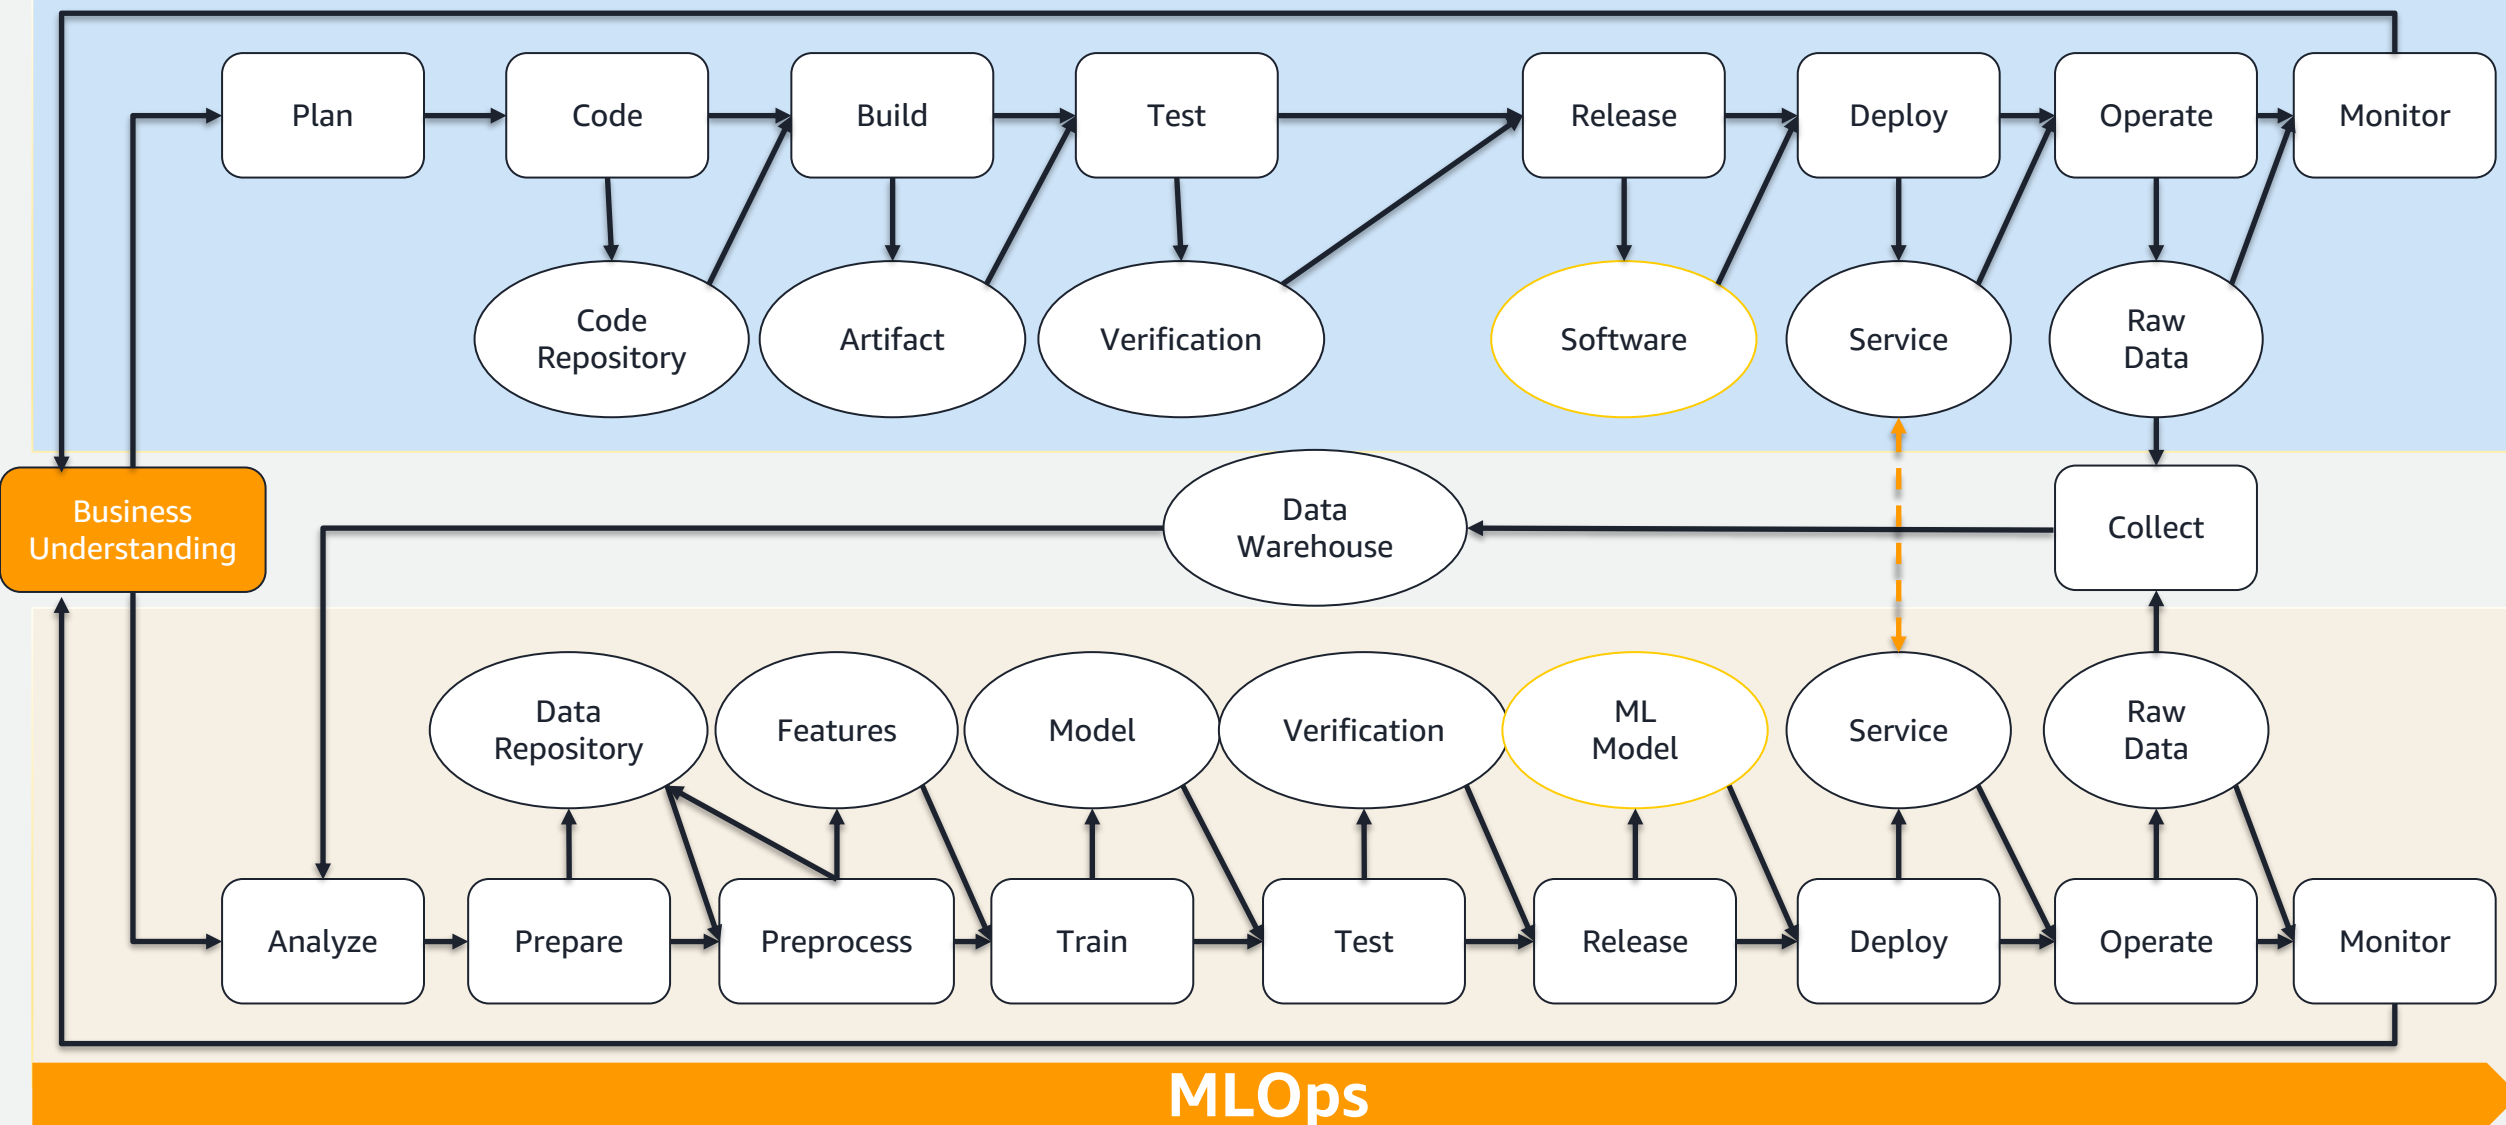 Plan
Code
Build
Test
Release
Deploy
Operate
Monitor
Code
Repository
Artifact
Verification
Software
Service
Raw
Data
Business
Understanding
Data
Warehouse
Collect
Data
Repository
Features
Model
Verification
ML
Model
Service
Raw
Data
Analyze
Prepare
Preprocess
Train
Test
Release
Deploy
Operate
Monitor
MLOps